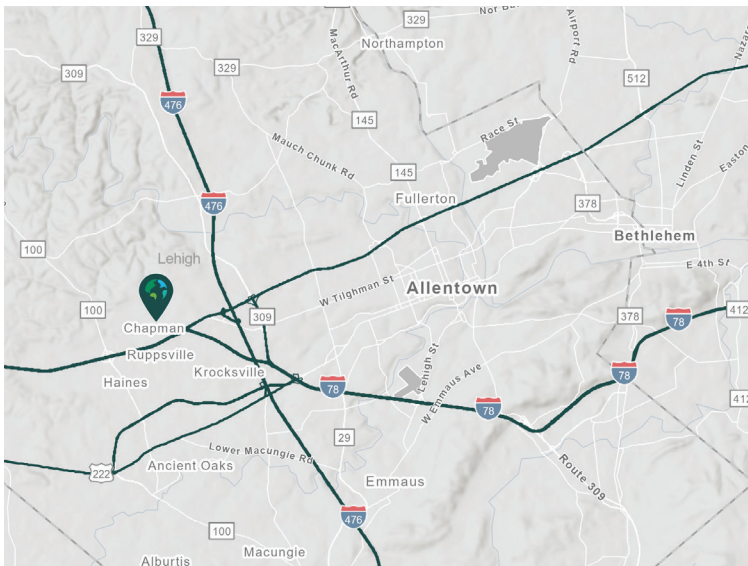 Nor
329
329
Northampton
MacArthur Rd
Airport Rd
329
309
512
476
145
Race St
Mauch Chunk Rd
145
Linden St
Easton
Fullerton
476
378
Bethlehem
100
Lehigh
E 4th St
W Tilghman St
Allentown
100
309
378
412
Chapman
78
Ruppsville
Krocksville
Lehigh St
78
78
Haines
W Emmaus Ave
78
412
29
Lower Macungie Rd
Ancient Oaks
222
Emmaus
Route 309
476
100
Macungie
Alburtis